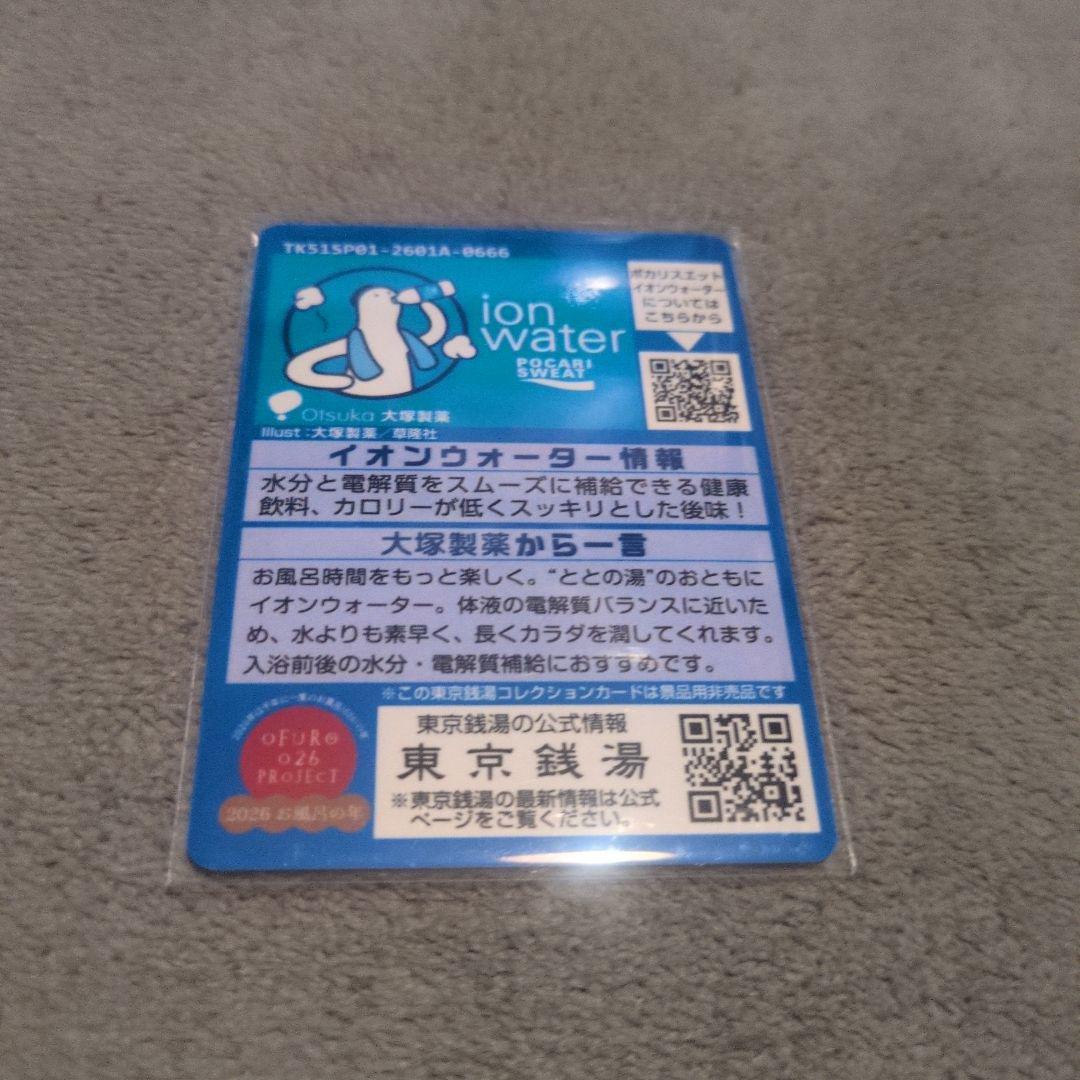 TK515P01-2601A-0666
ion
water
POCARI
SWEAT
Otsuka 大塚製薬
Illust:大塚製薬/草隆社
ポカリスエット
イオンウォーター
については
こちらから
イオンウォーター情報
水分と電解質をスムーズに補給できる健康
飲料、カロリーが低くスッキリとした後味!
大塚製薬から一言
お風呂時間をもっと楽しく。“ととの湯”のおともに
イオンウォーター。体液の電解質バランスに近いた
め、水よりも素早く、長くカラダを潤してくれます。
入浴前後の水分・電解質補給におすすめです。
※この東京銭湯コレクションカードは景品用非売品です
OFURO
026
PROJECT
2026 お風呂の年
東京銭湯の公式情報
東京銭湯
※東京銭湯の最新情報は公式
ページをご覧ください。